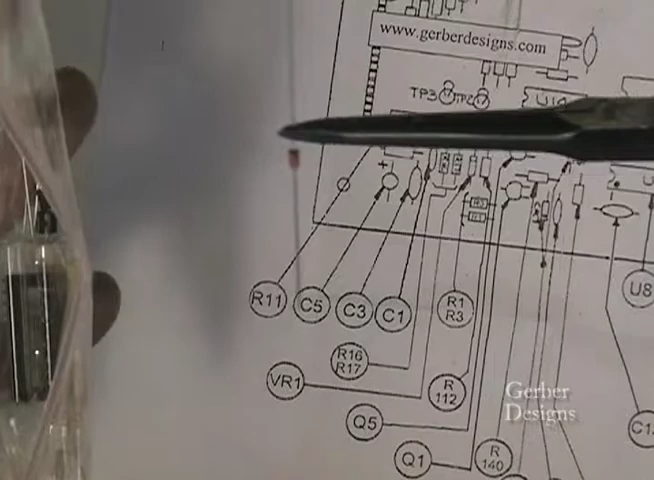 www.gerberdesigns.com
TP3 TP2
+
R11 C5 C3 C1
R1
R3
U8
R16
R17
VR1
R
112
Q5
Q1
R
140
Gerber
Designs